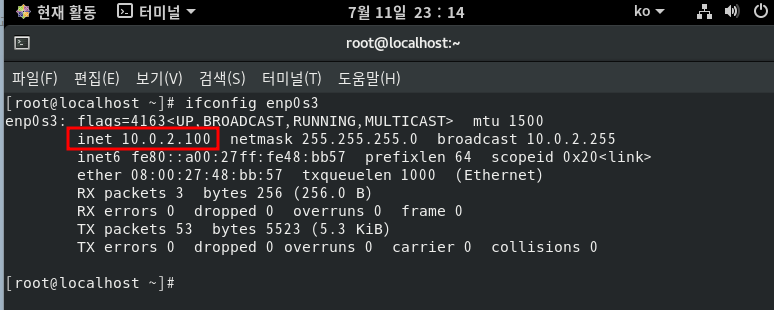 현재 활동 터미널 7월 11일 23 : 14 ko
root@localhost:~
파일(F) 편집(E) 보기(V) 검색(S) 터미널(T) 도움말(H)
[root@localhost ~]# ifconfig enp0s3
enp0s3: flags=4163<UP,BROADCAST,RUNNING,MULTICAST> mtu 1500
inet 10.0.2.100 netmask 255.255.255.0 broadcast 10.0.2.255
inet6 fe80::a00:27ff:fe48:bb57 prefixlen 64 scopeid 0x20<link>
ether 08:00:27:48:bb:57 txqueuelen 1000 (Ethernet)
RX packets 3 bytes 256 (256.0 B)
RX errors 0 dropped 0 overruns 0 frame 0
TX packets 53 bytes 5523 (5.3 KiB)
TX errors 0 dropped 0 overruns 0 carrier 0 collisions 0
[root@localhost ~]#